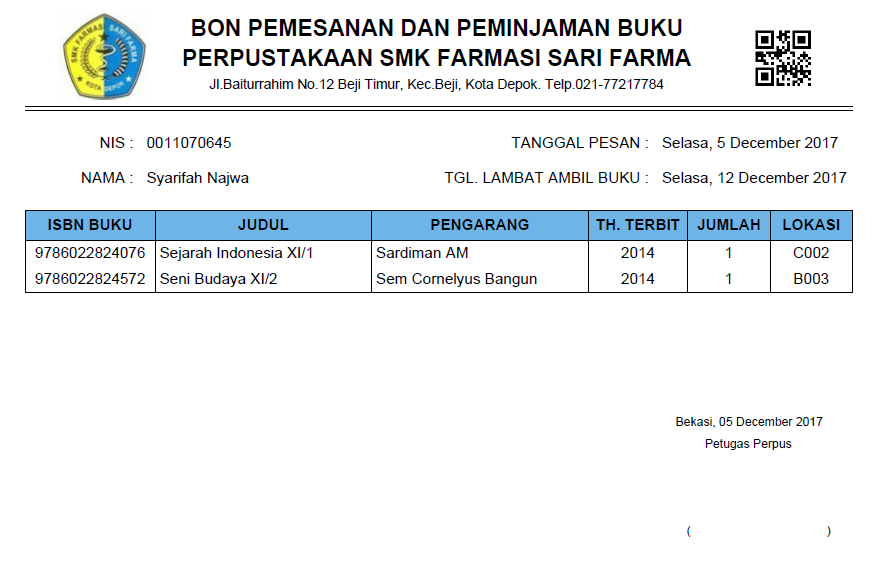 BON PEMESANAN DAN PEMINJAMAN BUKU
PERPUSTAKAAN SMK FARMASI SARI FARMA
Jl.Baiturrahim No.12 Beji Timur, Kec.Beji, Kota Depok. Telp.021-77217784
SMK FARMASI SARI FARMA
KOTA DEPOK
NIS : 0011070645 TANGGAL PESAN : Selasa, 5 December 2017
NAMA : Syarifah Najwa TGL. LAMBAT AMBIL BUKU : Selasa, 12 December 2017
ISBN BUKU JUDUL PENGARANG TH. TERBIT JUMLAH LOKASI
9786022824076 Sejarah Indonesia XI/1 Sardiman AM 2014 1 C002
9786022824572 Seni Budaya XI/2 Sem Cornelyus Bangun 2014 1 B003
Bekasi, 05 December 2017
Petugas Perpus
( )